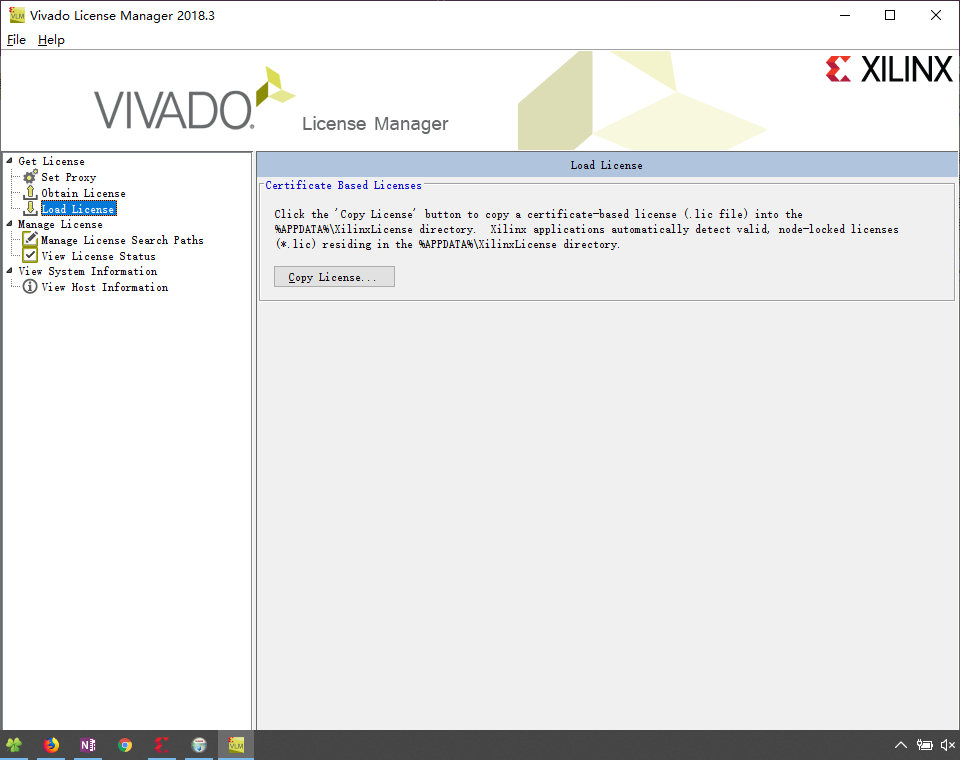 Vivado License Manager 2018.3
File Help
VIVADO.
License Manager
XILINX
Get License
Set Proxy
Obtain License
Load License
Manage License
Manage License Search Paths
View License Status
View System Information
View Host Information
Load License
Certificate Based Licenses
Click the 'Copy License' button to copy a certificate-based license (.lic file) into the
%APPDATA%\XilinxLicense directory. Xilinx applications automatically detect valid, node-locked licenses
(*.lic) residing in the %APPDATA%\XilinxLicense directory.
Copy License...
N
VLM